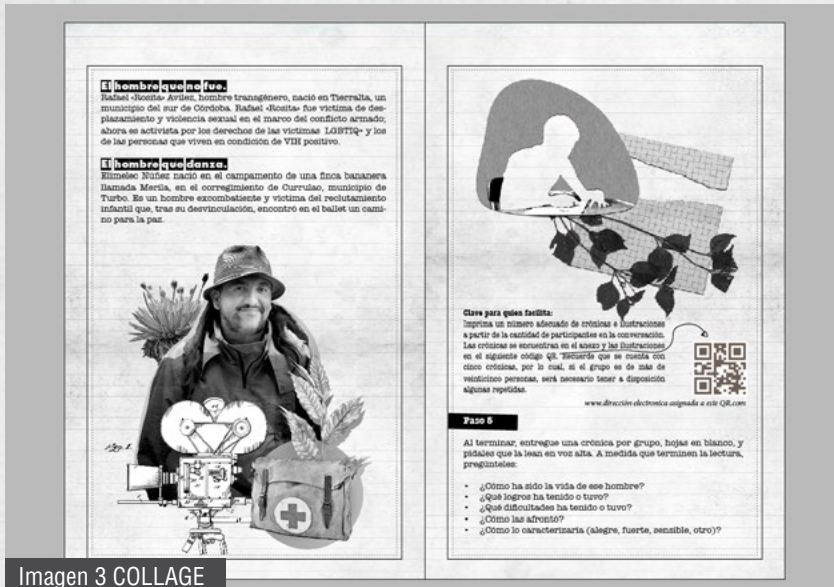 El hombre que no fue.
Rafael «Rosita» Avilez, hombre transgénero, nació en Tierralta, un
municipio del sur de Córdoba. Rafael «Rosita» fue víctima de des-
plazamiento y violencia sexual en el marco del conflicto armado;
ahora es activista por los derechos de las víctimas LGBTIQ+ y los
de las personas que viven en condición de VIH positivo.
El hombre que danza.
Elimelec Núñez nació en el campamento de una finca bananera
llamada Merila, en el corregimiento de Currulao, municipio de
Turbo. Es un hombre excombatiente y víctima del reclutamiento
infantil que, tras su desvinculación, encontró en el ballet un cami-
no para la paz.
Clave para quien facilita:
Imprima un número adecuado de crónicas e ilustraciones
a partir de la cantidad de participantes en la conversación.
Las crónicas se encuentran en el anexo y las ilustraciones
en el siguiente código QR. Recuerde que se cuenta con
cinco crónicas, por lo cual, si el grupo es de más de
veinticinco personas, será necesario tener a disposición
algunas repetidas.
www.dirección electronica asignada a este QR.com
Paso 5
Al terminar, entregue una crónica por grupo, hojas en blanco, y
pídales que la lean en voz alta. A medida que terminen la lectura,
pregúnteles:
• ¿Cómo ha sido la vida de ese hombre?
• ¿Qué logros ha tenido o tuvo?
• ¿Qué dificultades ha tenido o tuvo?
• ¿Cómo las afrontó?
• ¿Cómo lo caracterizaría (alegre, fuerte, sensible, otro)?
Imagen 3 COLLAGE